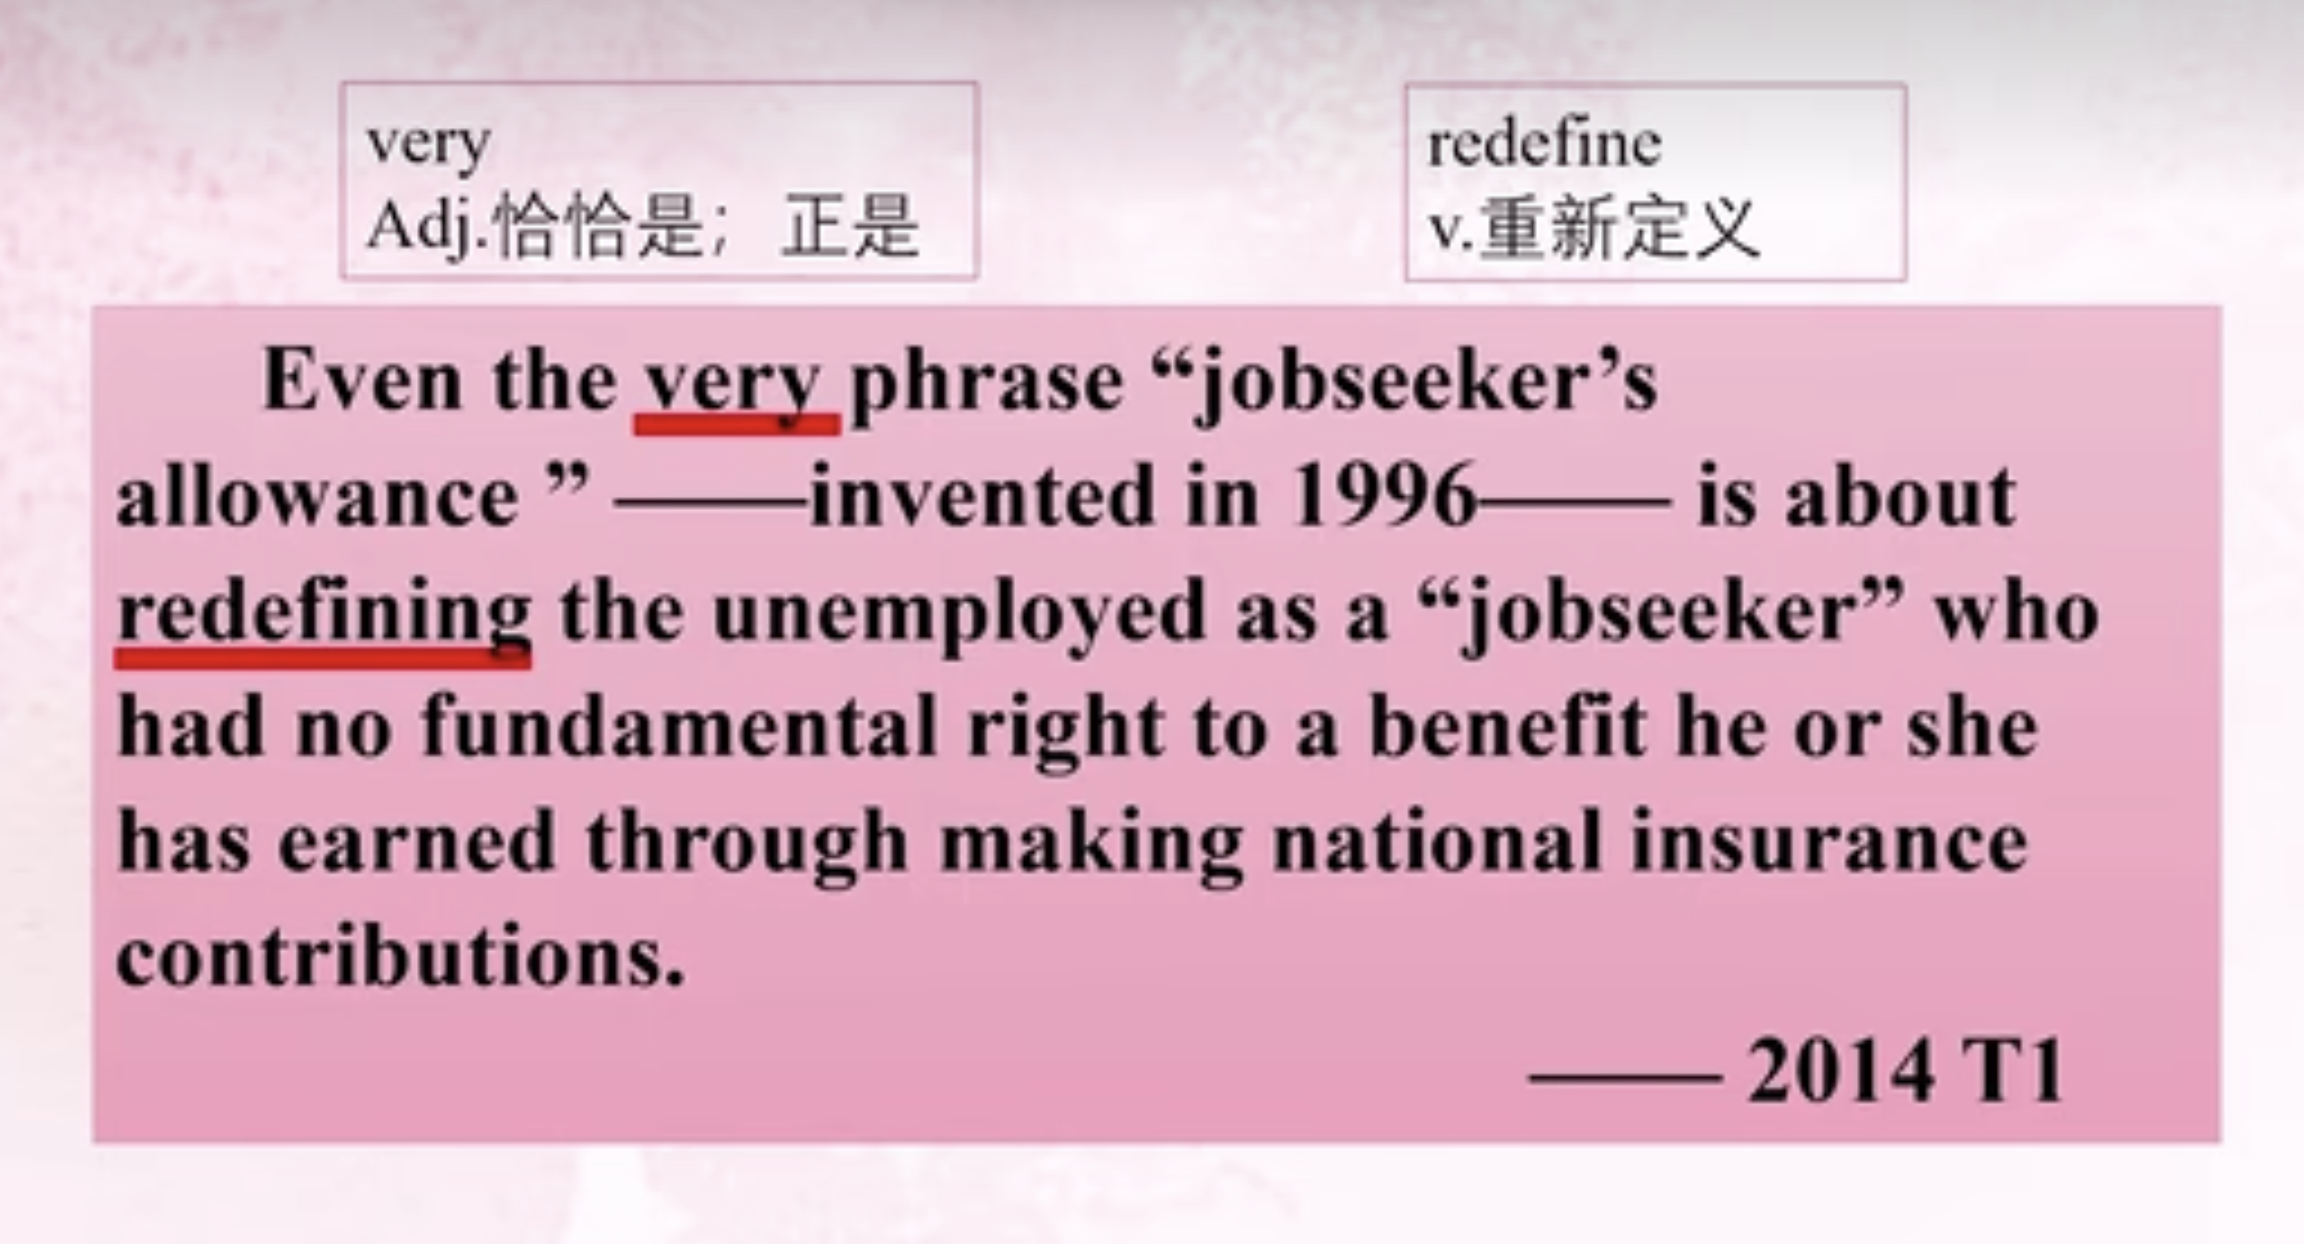 very
Adj.恰恰是；正是
redefine
v.重新定义
Even the very phrase “jobseeker’s
allowance ” ——invented in 1996—— is about
redefining the unemployed as a “jobseeker” who
had no fundamental right to a benefit he or she
has earned through making national insurance
contributions.
—— 2014 T1